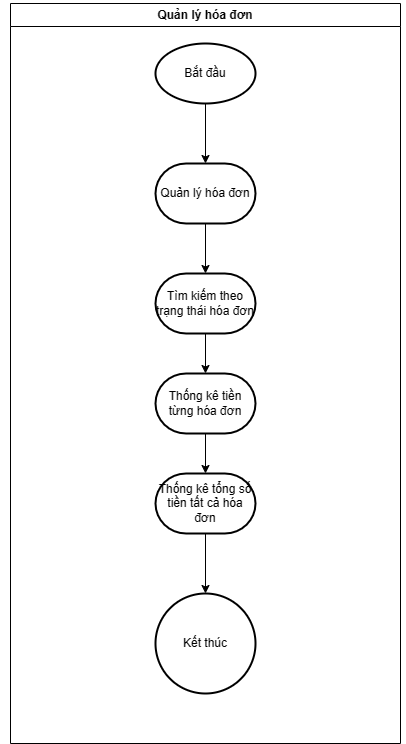 Quản lý hóa đơn
Bắt đầu
Quản lý hóa đơn
Tìm kiếm theo
trạng thái hóa đơn
Thống kê tiền
từng hóa đơn
Thống kê tổng số
tiền tất cả hóa
đơn
Kết thúc